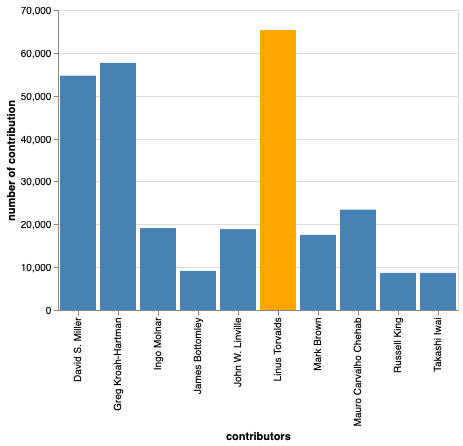 70,000
60,000
50,000
40,000
30,000
20,000
10,000
0
number of contribution
David S. Miller
Greg Kroah-Hartman
Ingo Molnar
James Bottomley
John W. Linville
Linus Torvalds
Mark Brown
Mauro Carvalho Chehab
Russell King
Takashi Iwai
contributors